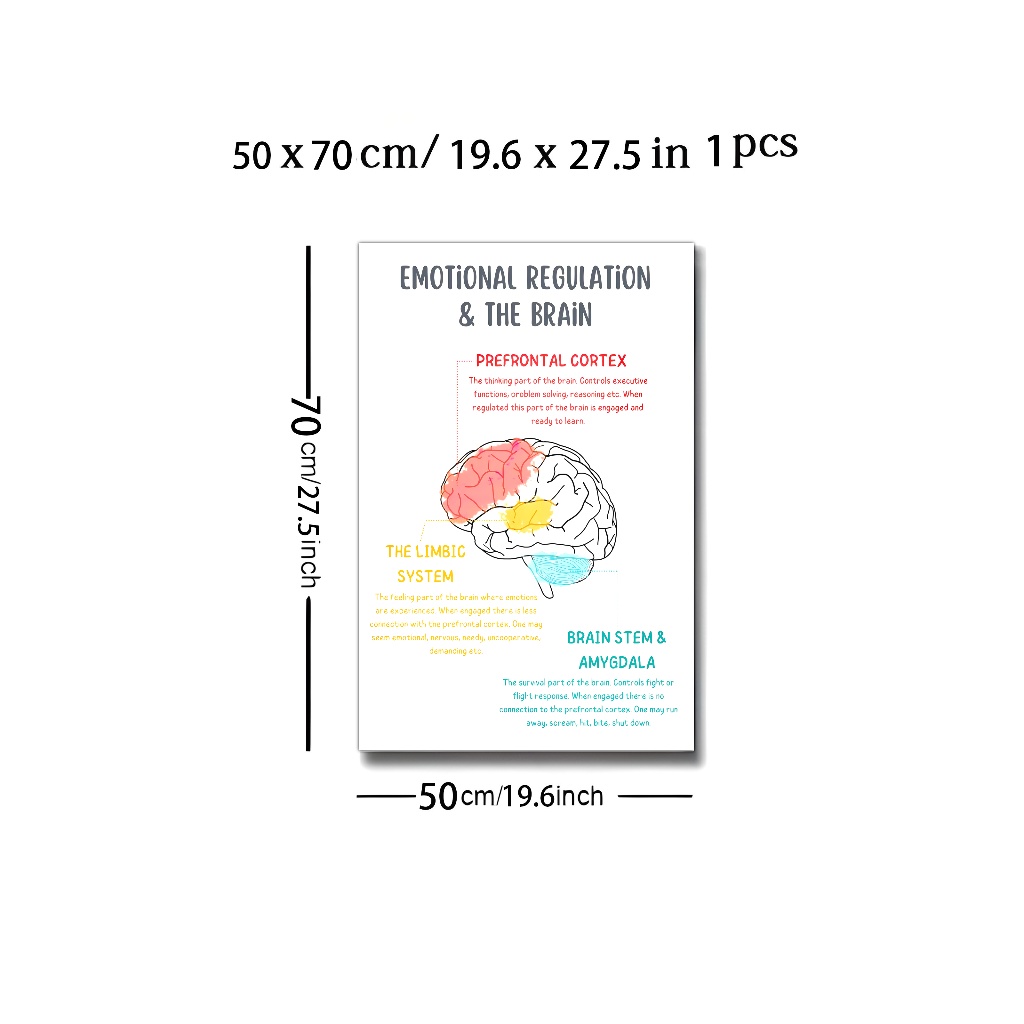 50 x 70 cm/ 19.6 x 27.5 in 1 pcs
EMOTiONAL REGULATiON
& THE BRAiN
PREFRONTAL CORTEX
The thinking part of the brain. Controls executive
functions, problem solving, reasoning etc. When
regulated this part of the brain is engaged and
ready to learn.
70 cm/27.5inch
THE LIMBIC
SYSTEM
The feeling part of the brain where emotions
are experienced. When engaged there is less
connection with the prefrontal cortex. One may
seem emotional, nervous, needy, uncooperative,
demanding etc.
BRAIN STEM &
AMYGDALA
The survival part of the brain. Controls fight or
flight response. When engaged there is no
connection to the prefrontal cortex. One may run
away, scream, hit, bite, shut down.
50cm/19.6inch